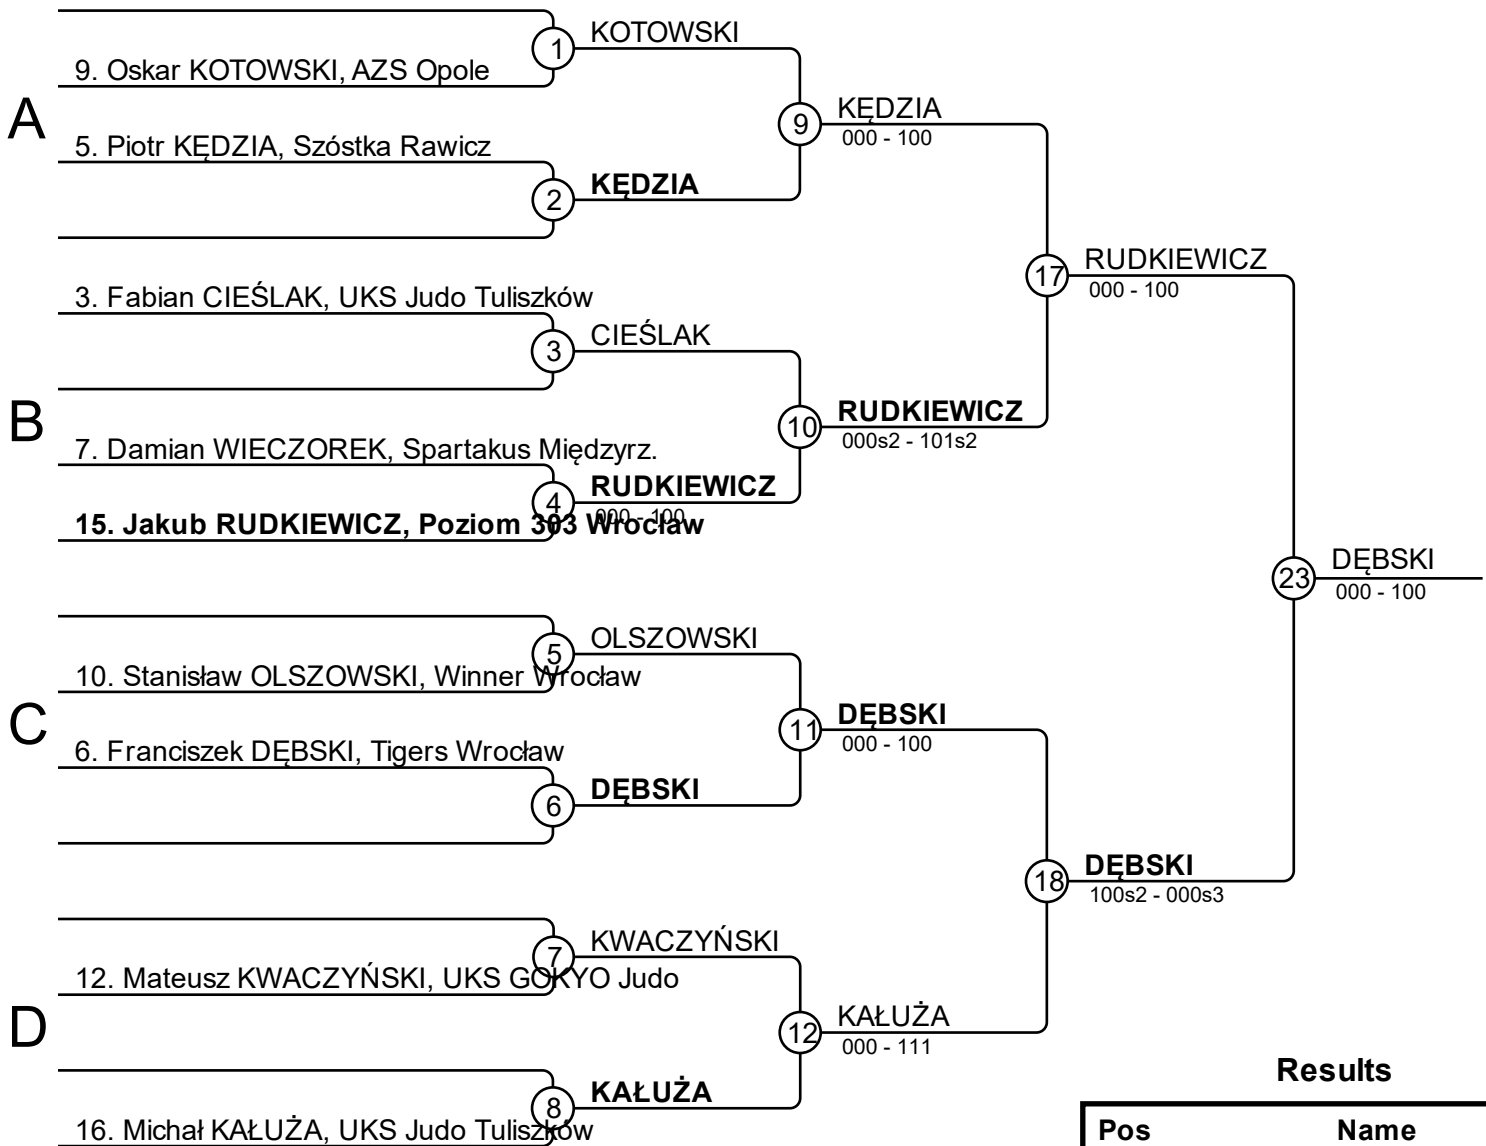 A
9. Oskar KOTOWSKI, AZS Opole
1
KOTOWSKI
5. Piotr KĘDZIA, Szóstka Rawicz
2
KĘDZIA
9
KĘDZIA
000 - 100
B
3. Fabian CIEŚLAK, UKS Judo Tuliszków
3
CIEŚLAK
7. Damian WIECZOREK, Spartakus Międzyrz.
15. Jakub RUDKIEWICZ, Poziom 303 Wrocław
4
RUDKIEWICZ
000 - 100
10
RUDKIEWICZ
000s2 - 101s2
17
RUDKIEWICZ
000 - 100
C
10. Stanisław OLSZOWSKI, Winner Wrocław
5
OLSZOWSKI
6. Franciszek DĘBSKI, Tigers Wrocław
6
DĘBSKI
11
DĘBSKI
000 - 100
D
12. Mateusz KWACZYŃSKI, UKS GOKYO Judo
7
KWACZYŃSKI
16. Michał KAŁUŻA, UKS Judo Tuliszków
8
KAŁUŻA
12
KAŁUŻA
000 - 111
18
DĘBSKI
100s2 - 000s3
23
DĘBSKI
000 - 100
Results
Pos Name